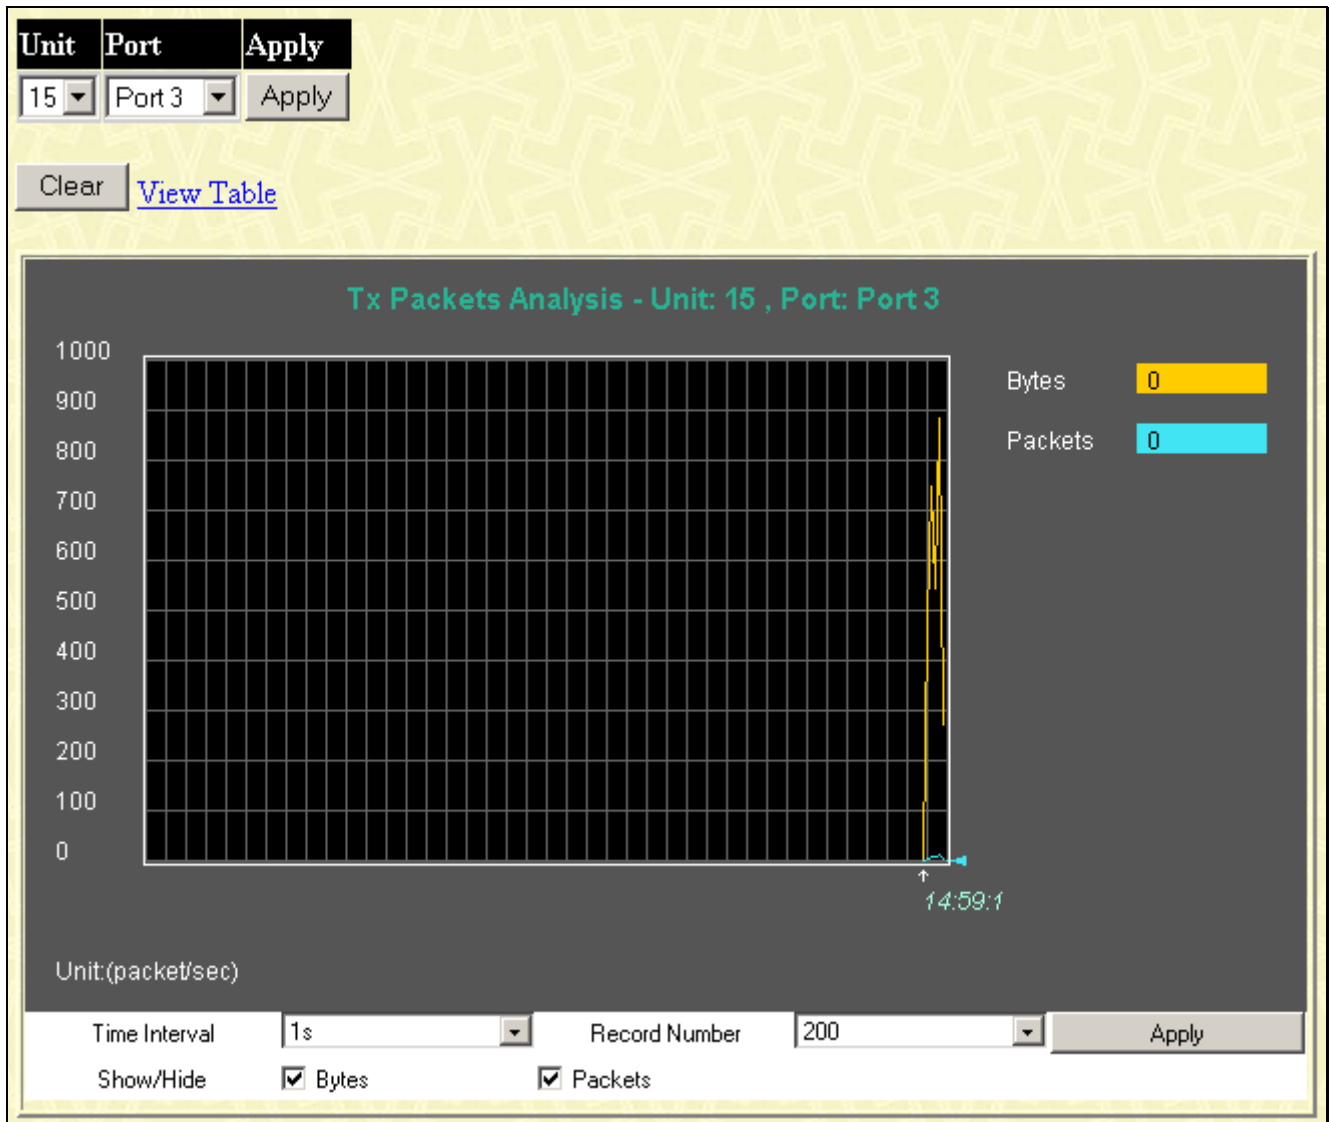 Unit Port Apply
15 Port 3 Apply
Clear View Table
Tx Packets Analysis - Unit: 15 , Port: Port 3
1000
900
800
700
600
500
400
300
200
100
0
Bytes 0
Packets 0
14:59:1
Unit:(packet/sec)
Time Interval 1s Record Number 200 Apply
Show/Hide Bytes Packets